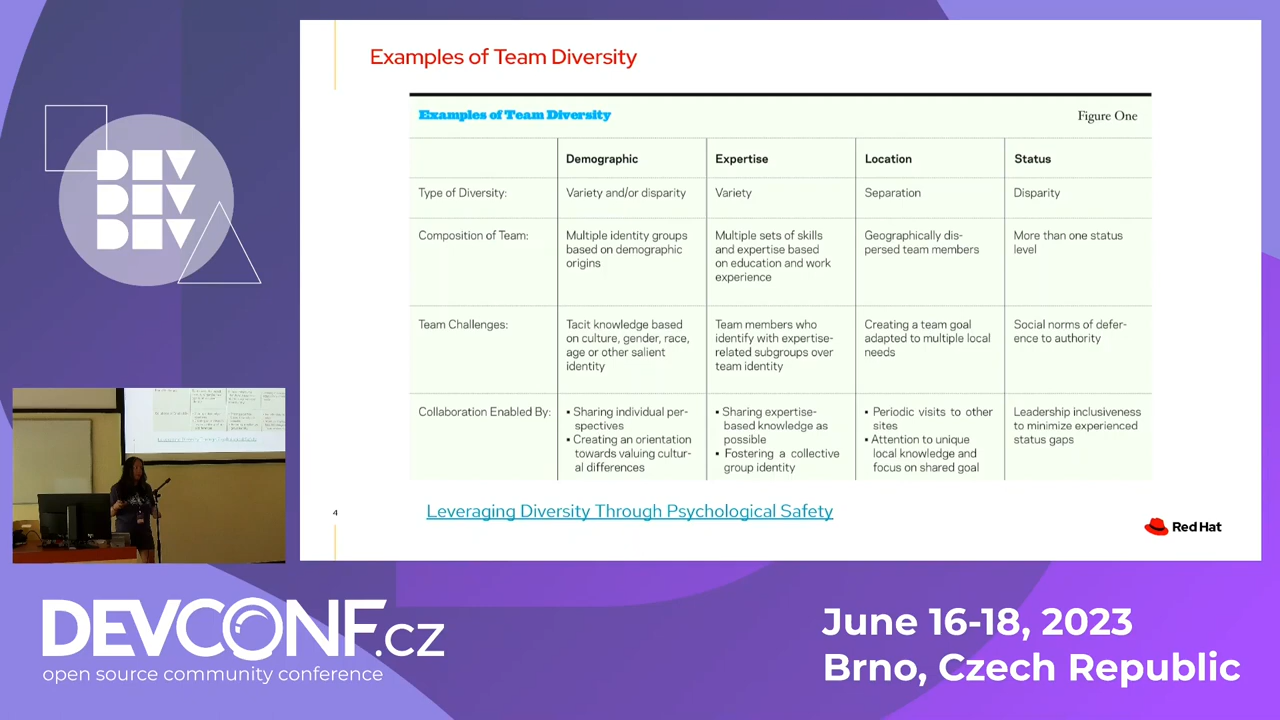 Examples of Team Diversity
Examples of Team Diversity
Figure One
Demographic
Expertise
Location
Status
Type of Diversity:
Variety and/or disparity
Variety
Separation
Disparity
Composition of Team:
Multiple identity groups
based on demographic
origins
Multiple sets of skills
and expertise based
on education and work
experience
Geographically dis-
persed team members
More than one status
level
Team Challenges:
Tacit knowledge based
on culture, gender, race,
age or other salient
identity
Team members who
identify with expertise-
related subgroups over
team identity
Creating a team goal
adapted to multiple local
needs
Social norms of defer-
ence to authority
Collaboration Enabled By:
▪ Sharing individual per-
spectives
▪ Creating an orientation
towards valuing cultur-
al differences
▪ Sharing expertise-
based knowledge as
possible
▪ Fostering a collective
group identity
▪ Periodic visits to other
sites
▪ Attention to unique
local knowledge and
focus on shared goal
Leadership inclusiveness
to minimize experienced
status gaps
4
Leveraging Diversity Through Psychological Safety
Red Hat
DEV
DEV
DEV
DEVCONF.cz
open source community conference
June 16-18, 2023
Brno, Czech Republic